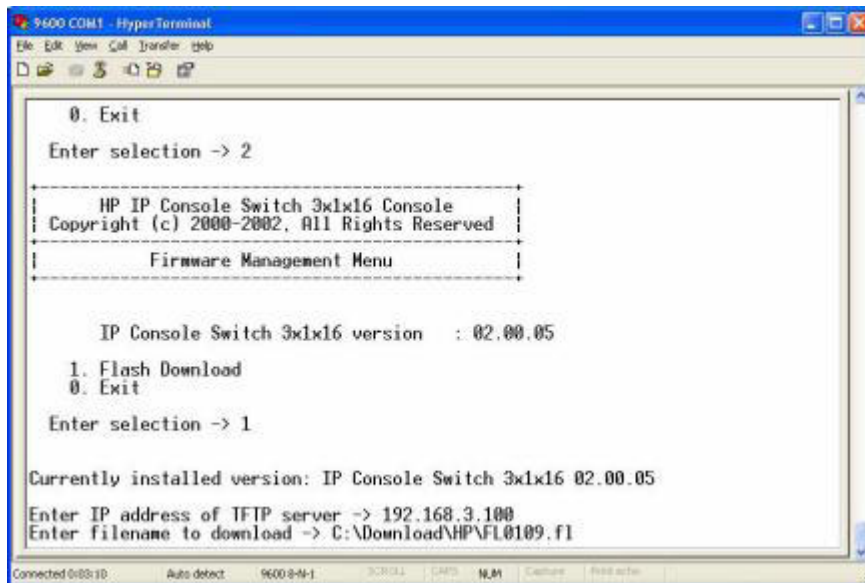 9600 COM1 - HyperTerminal
File Edit View Call Transfer Help
0. Exit
Enter selection -> 2
HP IP Console Switch 3x1x16 Console
Copyright (c) 2000-2002, All Rights Reserved
Firmware Management Menu
IP Console Switch 3x1x16 version : 02.00.05
1. Flash Download
0. Exit
Enter selection -> 1
Currently installed version: IP Console Switch 3x1x16 02.00.05
Enter IP address of TFTP server -> 192.168.3.100
Enter filename to download -> C:\Download\HP\FL0109.fl
Connected 0:03:10 Auto detect 9600 8-N-1 SCROLL CAPS NUM Capture Print echo